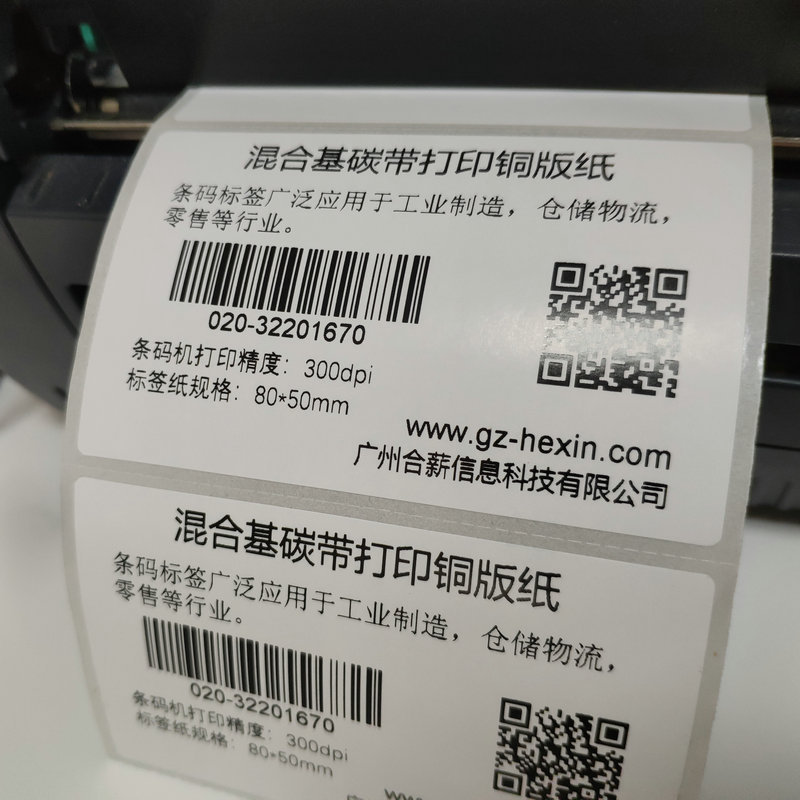 混合基碳带打印铜版纸
条码标签广泛应用于工业制造，仓储物流，
零售等行业。
020-32201670
条码机打印精度：300dpi
标签纸规格：80*50mm
www.gz-hexin.com
广州合薪信息科技有限公司
混合基碳带打印铜版纸
条码标签广泛应用于工业制造，仓储物流，
零售等行业。
020-32201670
条码机打印精度：300dpi
标签纸规格：80*50mm